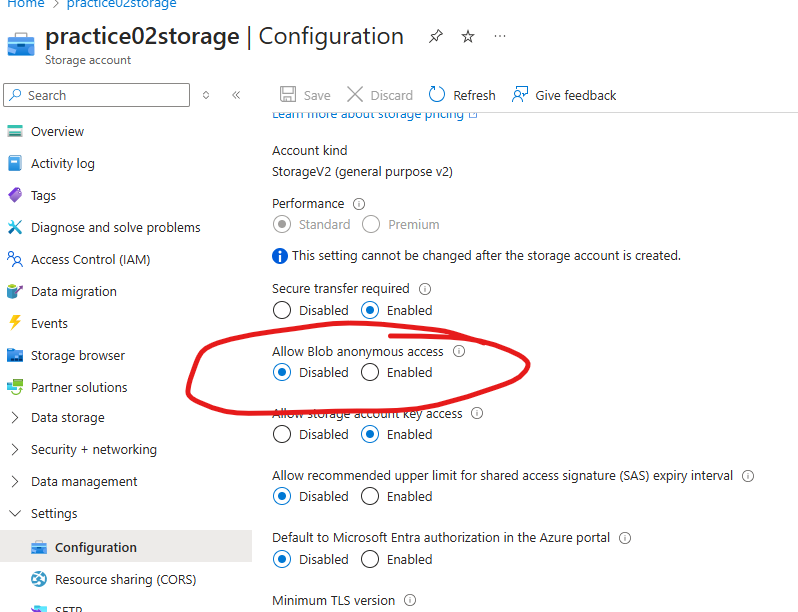 Home > practice02storage
practice02storage | Configuration
Storage account
Search
Save Discard Refresh Give feedback
Learn more about storage pricing
Overview
Activity log
Tags
Diagnose and solve problems
Access Control (IAM)
Data migration
Events
Storage browser
Partner solutions
Data storage
Security + networking
Data management
Settings
Configuration
Resource sharing (CORS)
SFTP
Account kind
StorageV2 (general purpose v2)
Performance
Standard Premium
This setting cannot be changed after the storage account is created.
Secure transfer required
Disabled Enabled
Allow Blob anonymous access
Disabled Enabled
Allow storage account key access
Disabled Enabled
Allow recommended upper limit for shared access signature (SAS) expiry interval
Disabled Enabled
Default to Microsoft Entra authorization in the Azure portal
Disabled Enabled
Minimum TLS version